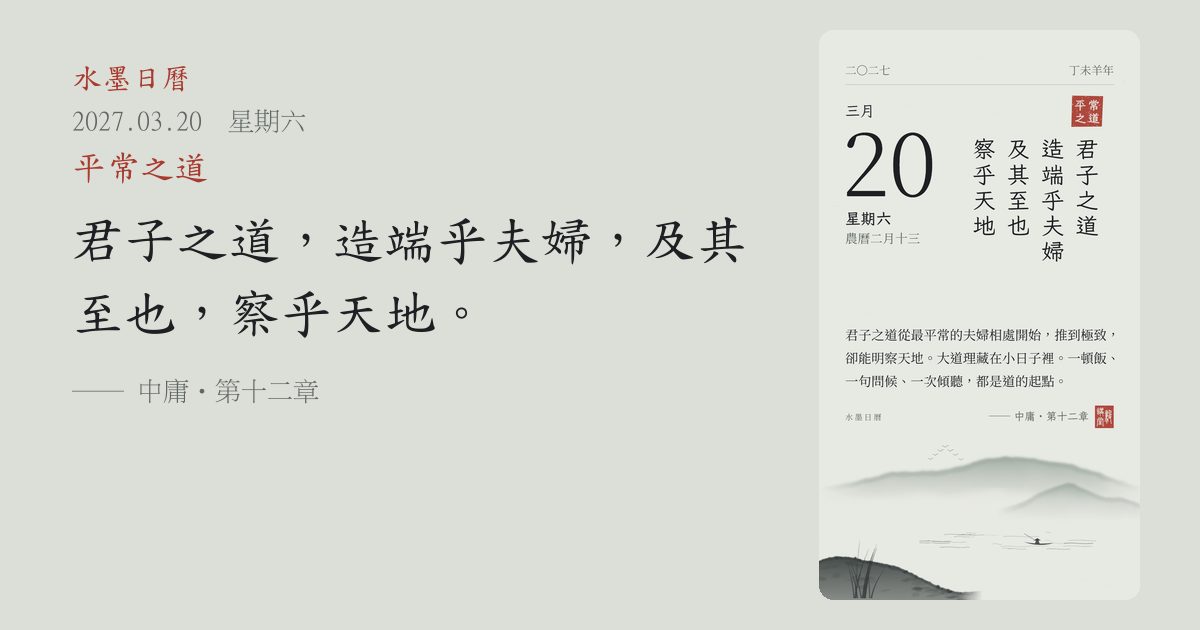 水墨日曆
2027.03.20 星期六
平常之道
君子之道，造端乎夫婦，及其
至也，察乎天地。
—— 中庸・第十二章
二〇二七
丁未羊年
三月
20
星期六
農曆二月十三
平常之道
君子之道
造端乎夫婦
及其至也
察乎天地
君子之道從最平常的夫婦相處開始，推到極致，
卻能明察天地。大道理藏在小日子裡。一頓飯、
一句問候、一次傾聽，都是道的起點。
水墨日曆
—— 中庸・第十二章